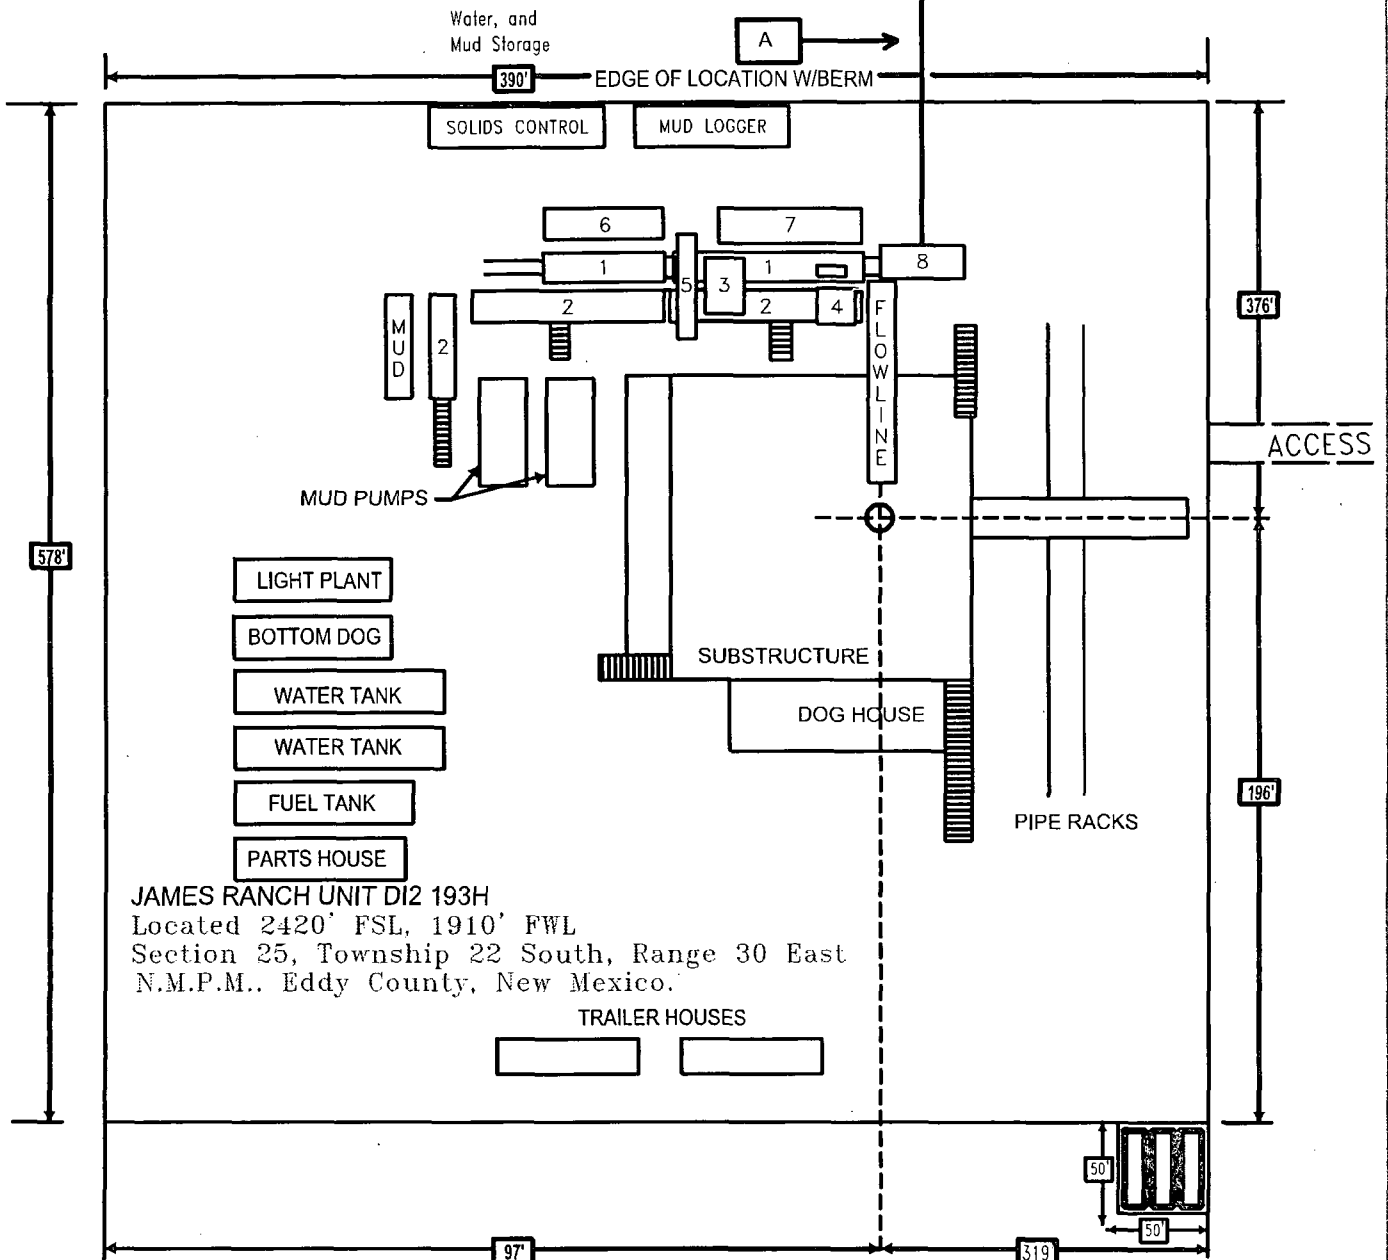 Water, and
Mud Storage
A
390'
EDGE OF LOCATION W/BERM
SOLIDS CONTROL
MUD LOGGER
6
7
1
1
8
5
3
2
2
4
MUD
2
FLOWLINE
376'
ACCESS
MUD PUMPS
578'
LIGHT PLANT
BOTTOM DOG
SUBSTRUCTURE
WATER TANK
DOG HOUSE
WATER TANK
196'
FUEL TANK
PIPE RACKS
PARTS HOUSE
JAMES RANCH UNIT DI2 193H
Located 2420' FSL, 1910' FWL
Section 25, Township 22 South, Range 30 East
N.M.P.M.. Eddy County, New Mexico.
TRAILER HOUSES
50'
50'
97'
319